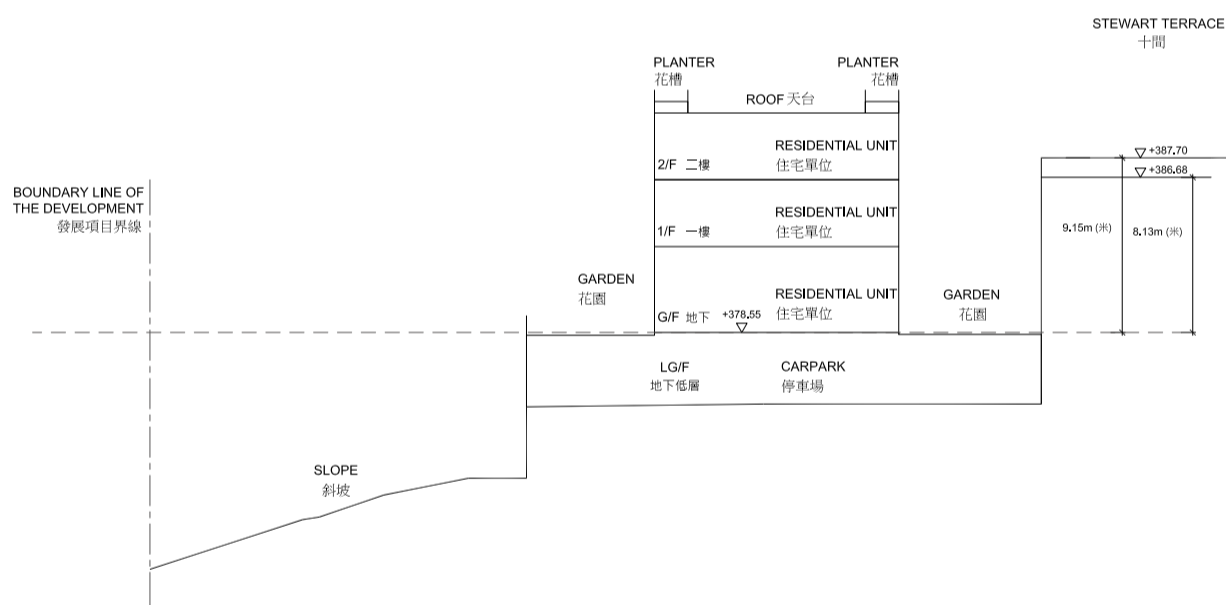 STEWART TERRACE
十間
PLANTER
花槽
PLANTER
花槽
ROOF 天台
RESIDENTIAL UNIT
2/F 二樓 住宅單位
+387.70
+386.68
BOUNDARY LINE OF
THE DEVELOPMENT
發展項目界線
RESIDENTIAL UNIT
1/F 一樓 住宅單位
9.15m (米)
8.13m (米)
GARDEN
花園
RESIDENTIAL UNIT
G/F 地下 +378.55 住宅單位
GARDEN
花園
LG/F
地下低層
CARPARK
停車場
SLOPE
斜坡